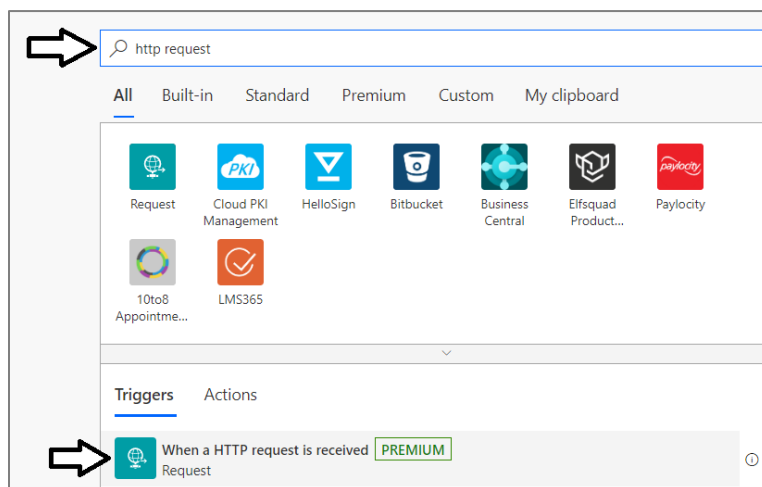 http request
All Built-in Standard Premium Custom My clipboard
PKI
paylocity
Request Cloud PKI HelloSign Bitbucket Business Elfsquad Paylocity
Management Central Product...
10to8 LMS365
Appointme...
Triggers Actions
When a HTTP request is received PREMIUM
Request